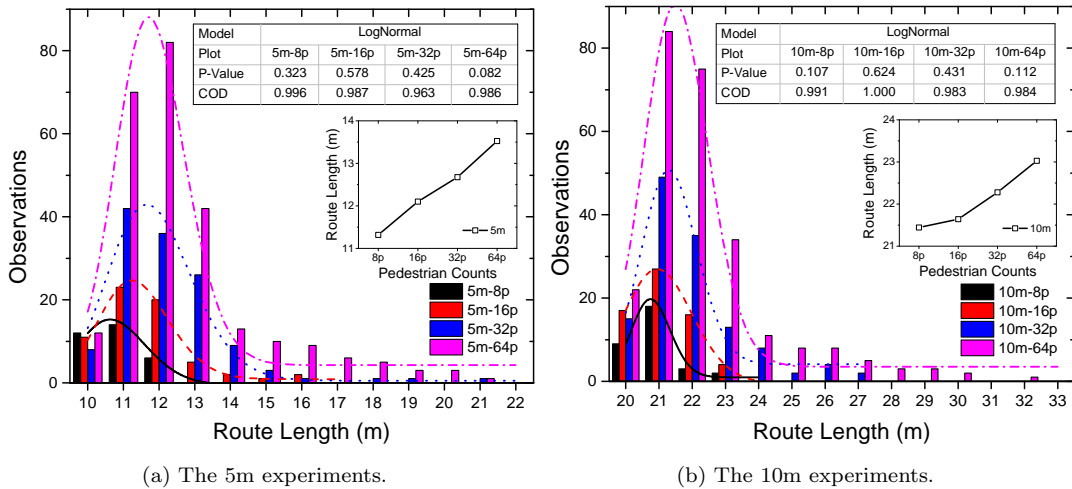 Model LogNormal
Plot 5m-8p 5m-16p 5m-32p 5m-64p
P-Value 0.323 0.578 0.425 0.082
COD 0.996 0.987 0.963 0.986
Observations
80
60
40
20
0
10 11 12 13 14 15 16 17 18 19 20 21 22
Route Length (m)
Route Length (m)
14
13
12
11
8p 16p 32p 64p
Pedestrian Counts
5m
5m-8p
5m-16p
5m-32p
5m-64p
(a) The 5m experiments.
Model LogNormal
Plot 10m-8p 10m-16p 10m-32p 10m-64p
P-Value 0.107 0.624 0.431 0.112
COD 0.991 1.000 0.983 0.984
Observations
80
60
40
20
0
20 21 22 23 24 25 26 27 28 29 30 31 32 33
Route Length (m)
Route Length (m)
24
23
22
21
8p 16p 32p 64p
Pedestrian Counts
10m
10m-8p
10m-16p
10m-32p
10m-64p
(b) The 10m experiments.